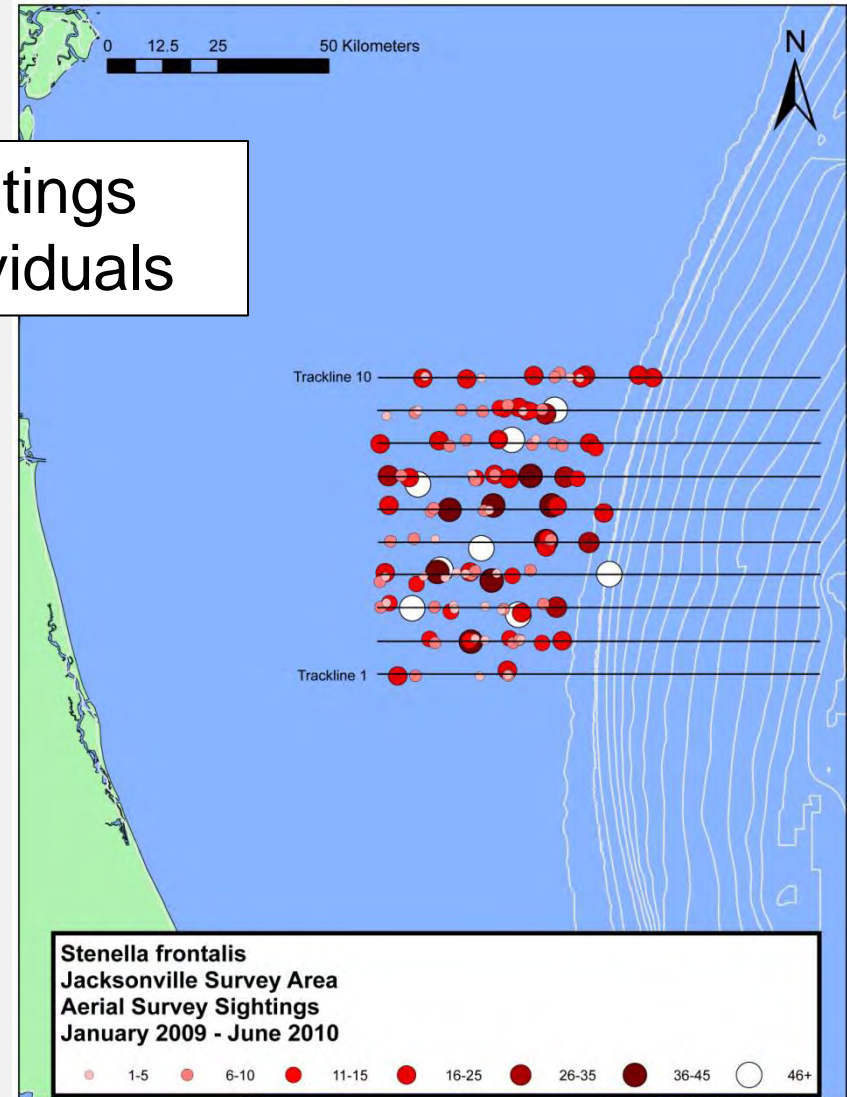 0 12.5 25 50 Kilometers
N
tings
viduals
Trackline 10
Trackline 1
Stenella frontalis
Jacksonville Survey Area
Aerial Survey Sightings
January 2009 - June 2010
1-5 6-10 11-15 16-25 26-35 36-45 46+